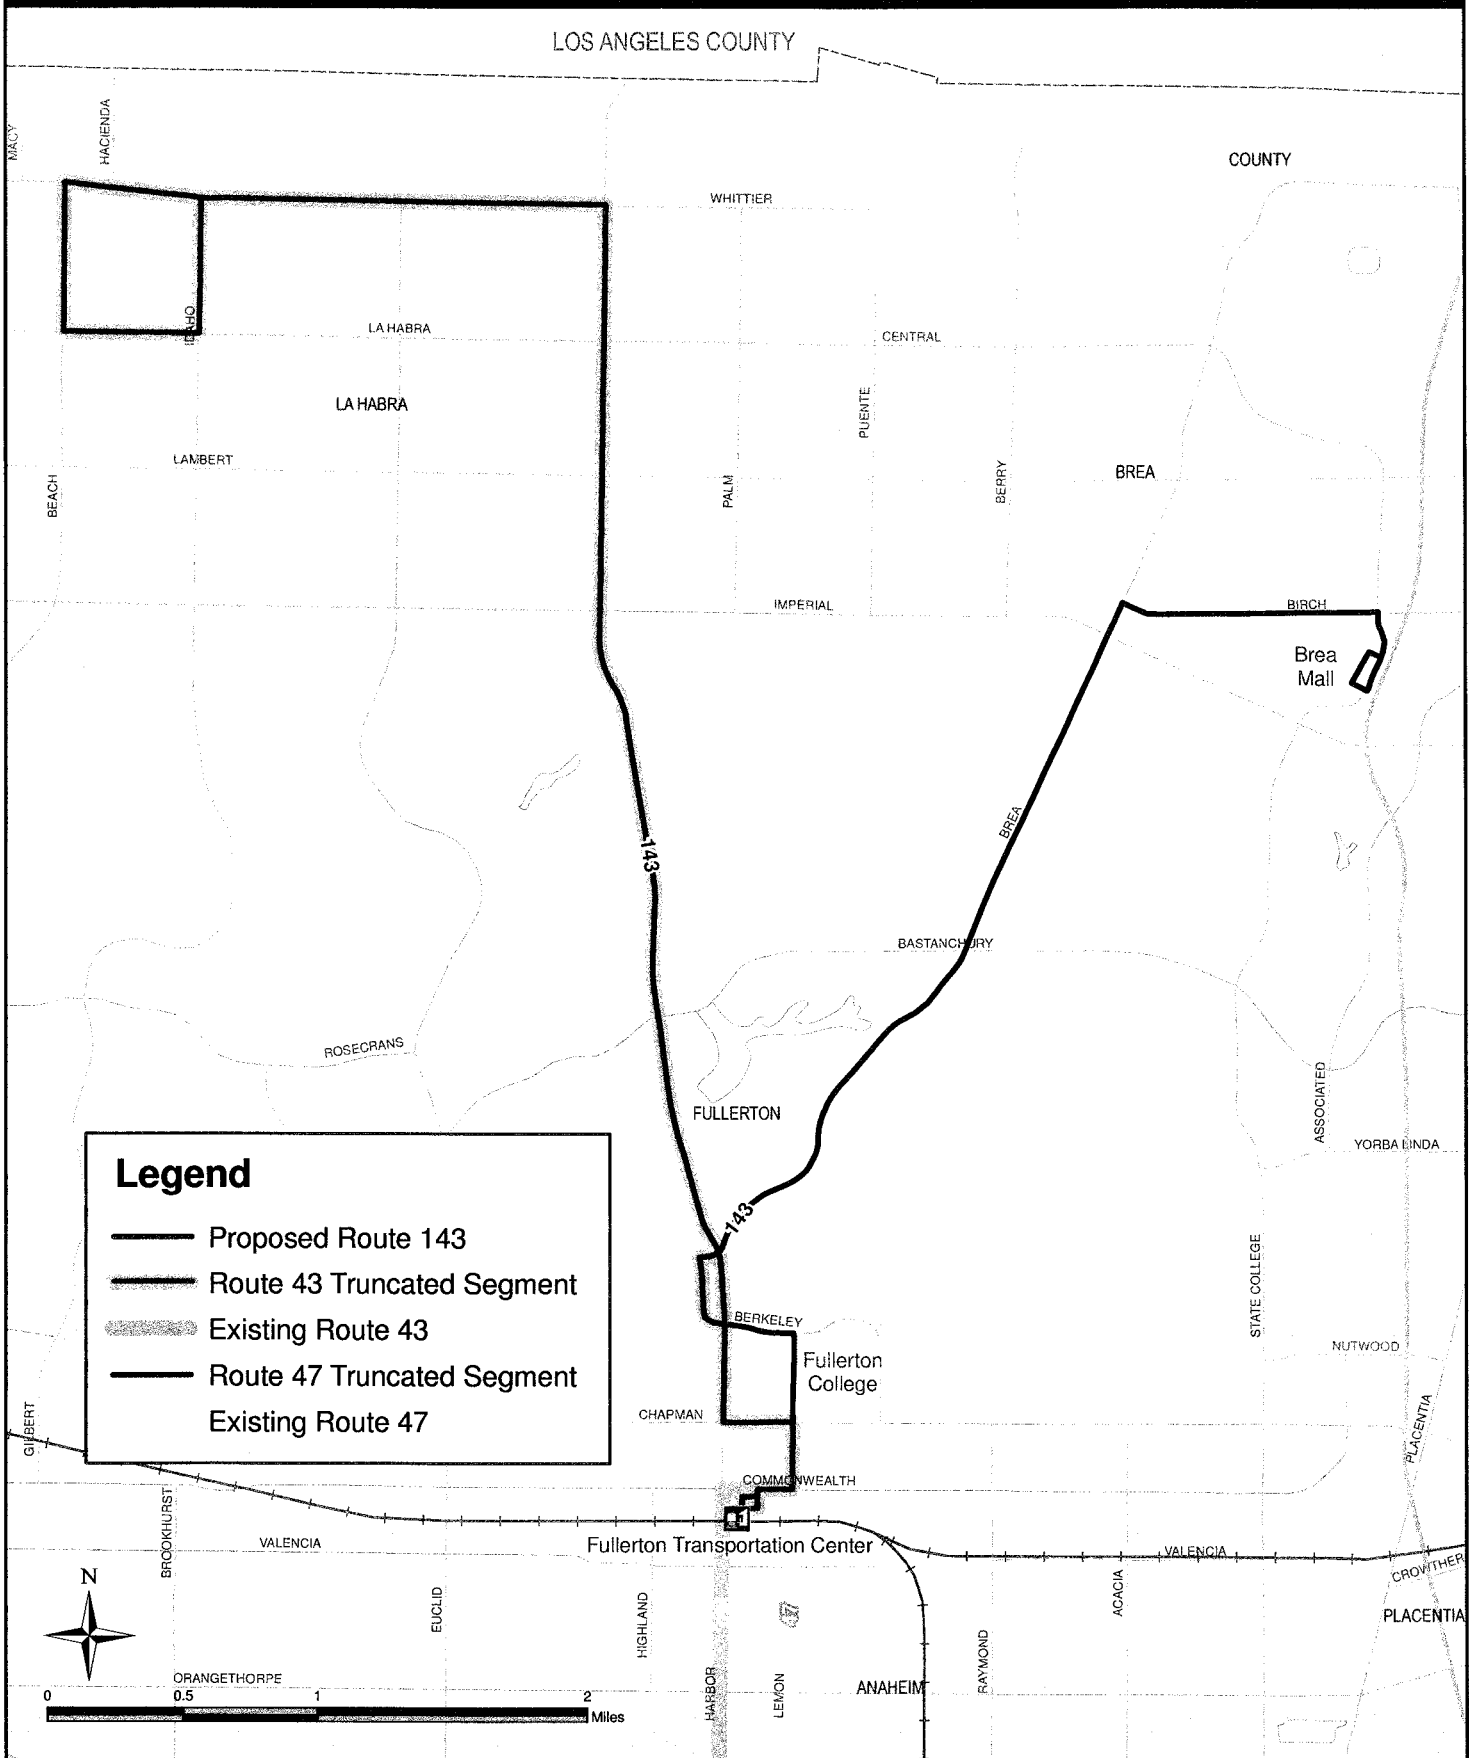 LOS ANGELES COUNTY
MACY
HACIENDA
COUNTY
WHITTIER
IDAHO
LA HABRA
CENTRAL
LA HABRA
PUENTE
LAMBERT
BEACH
PALM
BERRY
BREA
IMPERIAL
BIRCH
Brea
Mall
BREA
143
BASTANCHURY
ROSECRANS
FULLERTON
ASSOCIATED
YORBA LINDA
Legend
Proposed Route 143
Route 43 Truncated Segment
Existing Route 43
Route 47 Truncated Segment
Existing Route 47
143
STATE COLLEGE
BERKELEY
NUTWOOD
Fullerton
College
CHAPMAN
GILBERT
PLACENTIA
COMMONWEALTH
BROOKHURST
VALENCIA
Fullerton Transportation Center
VALENCIA
CROWTHER
N
EUCLID
HIGHLAND
ACACIA
PLACENTIA
RAYMOND
ORANGETHORPE
HARBOR
LEMON
ANAHEIM
0 0.5 1 2
Miles